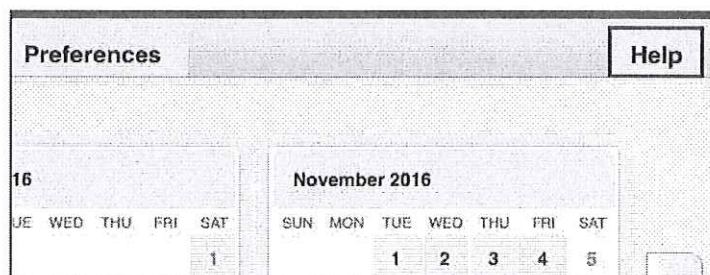 Preferences Help
16 November 2016
UE WED THU FRI SAT SUN MON TUE WED THU FRI SAT
1 1 2 3 4 5